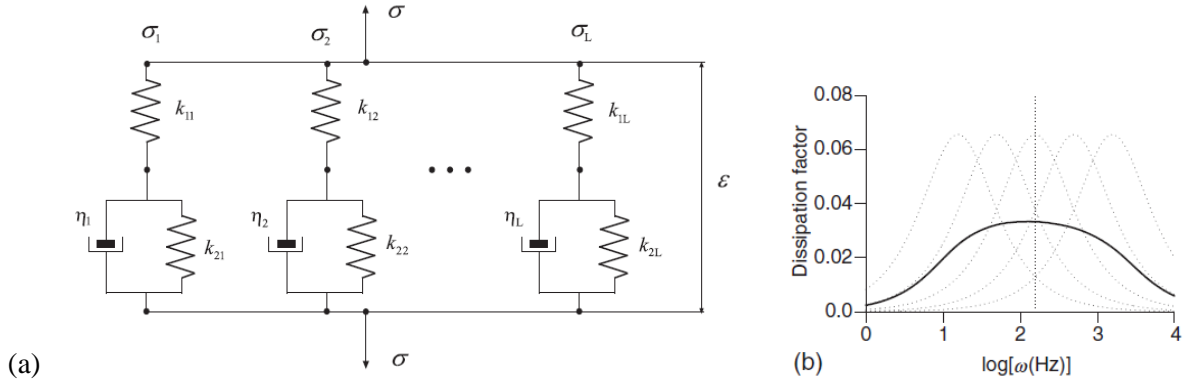 σ
σ₁ σ₂ σ_L
k₁₁ k₁₂ k₁L
• • •
ε
η₁ k₂₁ η₂ k₂₂ η_L k₂L
σ
(a)
0.08
0.06
0.04
0.02
0.0
Dissipation factor
0 1 2 3 4
log[ω(Hz)]
(b)